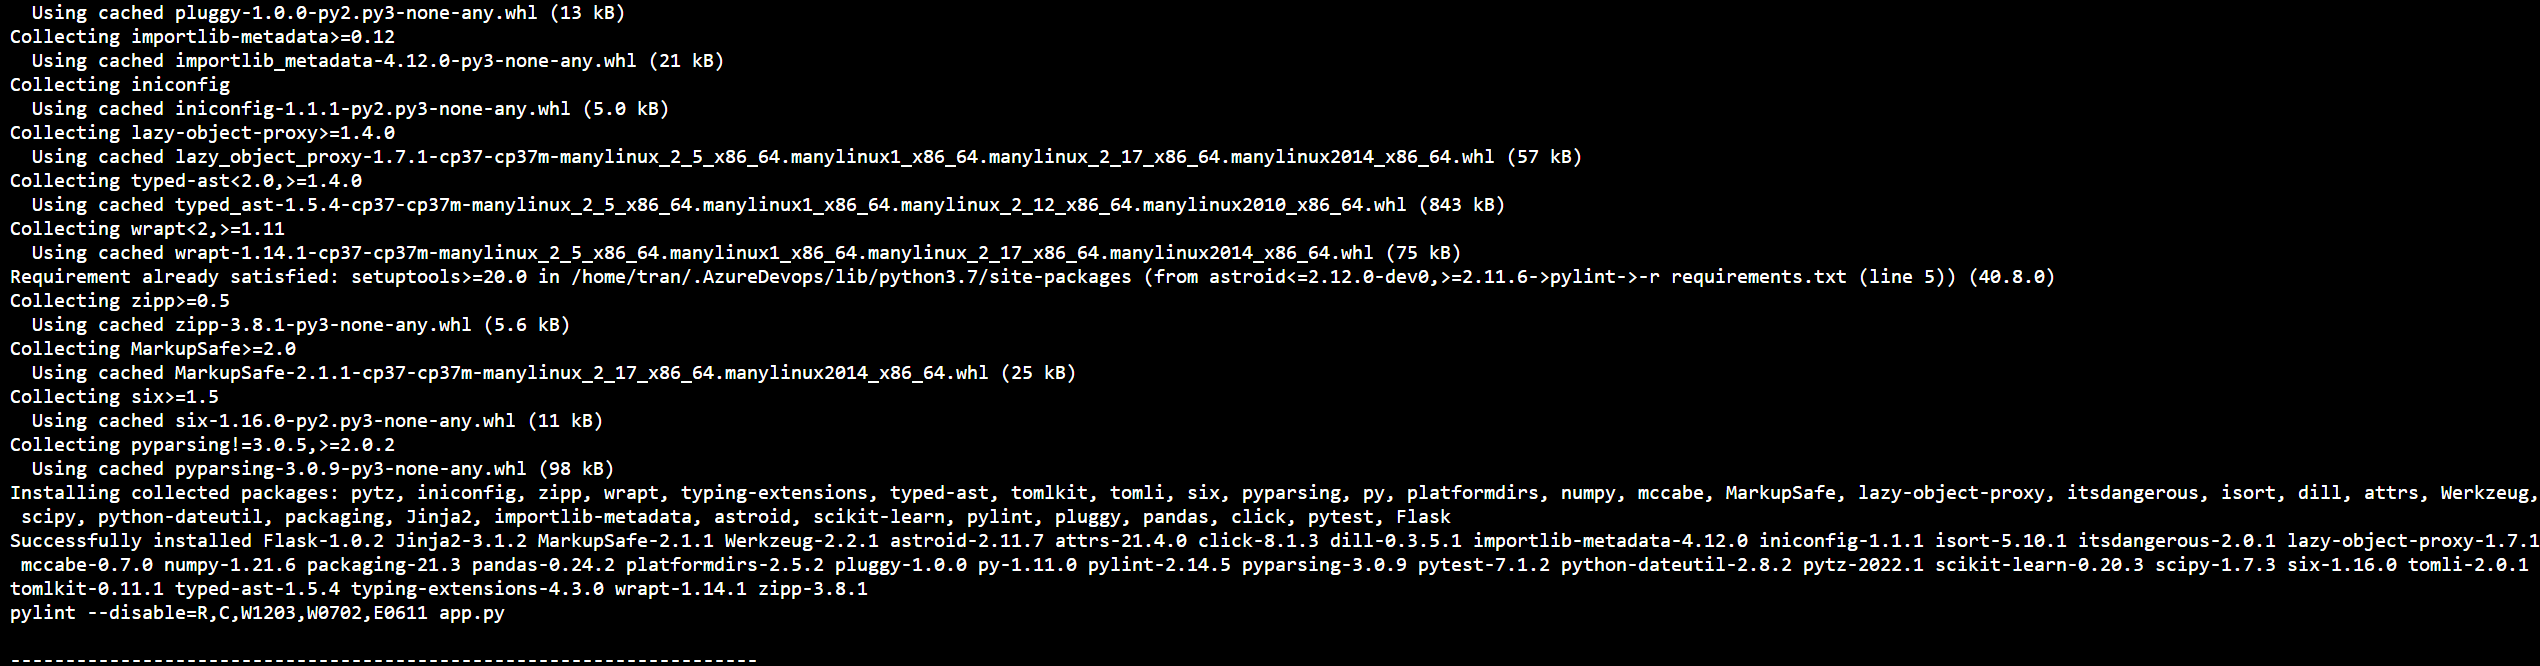 Using cached pluggy-1.0.0-py2.py3-none-any.whl (13 kB)
Collecting importlib-metadata>=0.12
  Using cached importlib_metadata-4.12.0-py3-none-any.whl (21 kB)
Collecting iniconfig
  Using cached iniconfig-1.1.1-py2.py3-none-any.whl (5.0 kB)
Collecting lazy-object-proxy>=1.4.0
  Using cached lazy_object_proxy-1.7.1-cp37-cp37m-manylinux_2_5_x86_64.manylinux1_x86_64.manylinux_2_17_x86_64.manylinux2014_x86_64.whl (57 kB)
Collecting typed-ast<2.0,>=1.4.0
  Using cached typed_ast-1.5.4-cp37-cp37m-manylinux_2_5_x86_64.manylinux1_x86_64.manylinux_2_12_x86_64.manylinux2010_x86_64.whl (843 kB)
Collecting wrapt<2,>=1.11
  Using cached wrapt-1.14.1-cp37-cp37m-manylinux_2_5_x86_64.manylinux1_x86_64.manylinux_2_17_x86_64.manylinux2014_x86_64.whl (75 kB)
Requirement already satisfied: setuptools>=20.0 in /home/tran/.AzureDevops/lib/python3.7/site-packages (from astroid<=2.12.0-dev0,>=2.11.6->pylint->-r requirements.txt (line 5)) (40.8.0)
Collecting zipp>=0.5
  Using cached zipp-3.8.1-py3-none-any.whl (5.6 kB)
Collecting MarkupSafe>=2.0
  Using cached MarkupSafe-2.1.1-cp37-cp37m-manylinux_2_17_x86_64.manylinux2014_x86_64.whl (25 kB)
Collecting six>=1.5
  Using cached six-1.16.0-py2.py3-none-any.whl (11 kB)
Collecting pyparsing!=3.0.5,>=2.0.2
  Using cached pyparsing-3.0.9-py3-none-any.whl (98 kB)
Installing collected packages: pytz, iniconfig, zipp, wrapt, typing-extensions, typed-ast, tomlkit, tomli, six, pyparsing, py, platformdirs, numpy, mccabe, MarkupSafe, lazy-object-proxy, itsdangerous, isort, dill, attrs, Werkzeug,
 scipy, python-dateutil, packaging, Jinja2, importlib-metadata, astroid, scikit-learn, pylint, pluggy, pandas, click, pytest, Flask
Successfully installed Flask-1.0.2 Jinja2-3.1.2 MarkupSafe-2.1.1 Werkzeug-2.2.1 astroid-2.11.7 attrs-21.4.0 click-8.1.3 dill-0.3.5.1 importlib-metadata-4.12.0 iniconfig-1.1.1 isort-5.10.1 itsdangerous-2.0.1 lazy-object-proxy-1.7.1
 mccabe-0.7.0 numpy-1.21.6 packaging-21.3 pandas-0.24.2 platformdirs-2.5.2 pluggy-1.0.0 py-1.11.0 pylint-2.14.5 pyparsing-3.0.9 pytest-7.1.2 python-dateutil-2.8.2 pytz-2022.1 scikit-learn-0.20.3 scipy-1.7.3 six-1.16.0 tomli-2.0.1
tomlkit-0.11.1 typed-ast-1.5.4 typing-extensions-4.3.0 wrapt-1.14.1 zipp-3.8.1
pylint --disable=R,C,W1203,W0702,E0611 app.py

--------------------------------------------------------------------